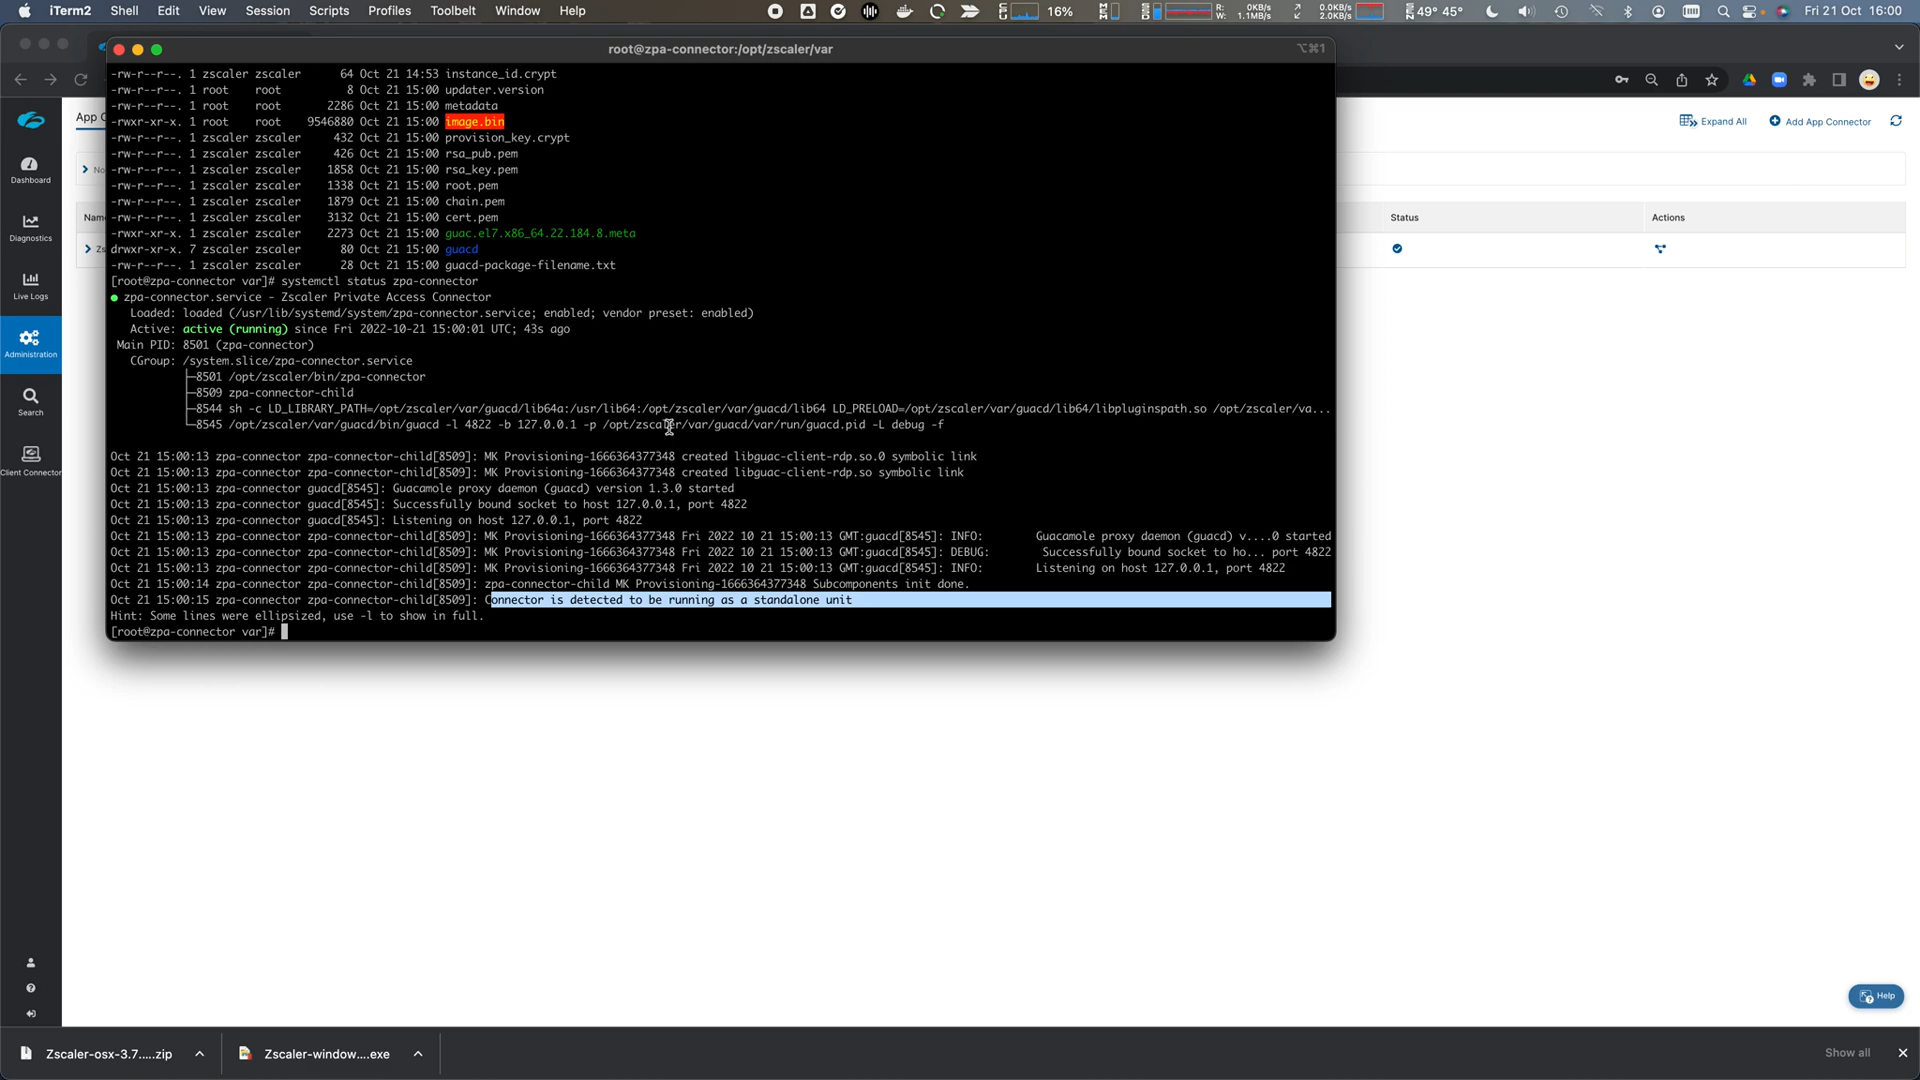 iTerm2 Shell Edit View Session Scripts Profiles Toolbelt Window Help 16% R: W: 0KB/s 1.1MB/s 0.0KB/s 2.0KB/s 49° 45° Fri 21 Oct 16:00
root@zpa-connector:/opt/zscaler/var ⌥⌘1
-rw-r--r--. 1 zscaler zscaler 64 Oct 21 14:53 instance_id.crypt
-rw-r--r--. 1 root root 8 Oct 21 15:00 updater.version
-rw-r--r--. 1 root root 2286 Oct 21 15:00 metadata
-rwxr-xr-x. 1 root root 9546880 Oct 21 15:00 image.bin
-rw-r--r--. 1 zscaler zscaler 432 Oct 21 15:00 provision_key.crypt
-rw-r--r--. 1 zscaler zscaler 426 Oct 21 15:00 rsa_pub.pem
-rw-r--r--. 1 zscaler zscaler 1858 Oct 21 15:00 rsa_key.pem
-rw-r--r--. 1 zscaler zscaler 1338 Oct 21 15:00 root.pem
-rw-r--r--. 1 zscaler zscaler 1879 Oct 21 15:00 chain.pem
-rw-r--r--. 1 zscaler zscaler 3132 Oct 21 15:00 cert.pem
-rwxr-xr-x. 1 zscaler zscaler 2273 Oct 21 15:00 guac.el7.x86_64.22.184.8.meta
drwxr-xr-x. 7 zscaler zscaler 80 Oct 21 15:00 guacd
-rw-r--r--. 1 zscaler zscaler 28 Oct 21 15:00 guacd-package-filename.txt
[root@zpa-connector var]# systemctl status zpa-connector
● zpa-connector.service - Zscaler Private Access Connector
Loaded: loaded (/usr/lib/systemd/system/zpa-connector.service; enabled; vendor preset: enabled)
Active: active (running) since Fri 2022-10-21 15:00:01 UTC; 43s ago
Main PID: 8501 (zpa-connector)
CGroup: /system.slice/zpa-connector.service
├─8501 /opt/zscaler/bin/zpa-connector
├─8509 zpa-connector-child
├─8544 sh -c LD_LIBRARY_PATH=/opt/zscaler/var/guacd/lib64a:/usr/lib64:/opt/zscaler/var/guacd/lib64 LD_PRELOAD=/opt/zscaler/var/guacd/lib64/libpluginspath.so /opt/zscaler/va...
└─8545 /opt/zscaler/var/guacd/bin/guacd -l 4822 -b 127.0.0.1 -p /opt/zscaler/var/guacd/var/run/guacd.pid -L debug -f
Oct 21 15:00:13 zpa-connector zpa-connector-child[8509]: MK Provisioning-1666364377348 created libguac-client-rdp.so.0 symbolic link
Oct 21 15:00:13 zpa-connector zpa-connector-child[8509]: MK Provisioning-1666364377348 created libguac-client-rdp.so symbolic link
Oct 21 15:00:13 zpa-connector guacd[8545]: Guacamole proxy daemon (guacd) version 1.3.0 started
Oct 21 15:00:13 zpa-connector guacd[8545]: Successfully bound socket to host 127.0.0.1, port 4822
Oct 21 15:00:13 zpa-connector guacd[8545]: Listening on host 127.0.0.1, port 4822
Oct 21 15:00:13 zpa-connector zpa-connector-child[8509]: MK Provisioning-1666364377348 Fri 2022 10 21 15:00:13 GMT:guacd[8545]: INFO: Guacamole proxy daemon (guacd) v....0 started
Oct 21 15:00:13 zpa-connector zpa-connector-child[8509]: MK Provisioning-1666364377348 Fri 2022 10 21 15:00:13 GMT:guacd[8545]: DEBUG: Successfully bound socket to ho... port 4822
Oct 21 15:00:13 zpa-connector zpa-connector-child[8509]: MK Provisioning-1666364377348 Fri 2022 10 21 15:00:13 GMT:guacd[8545]: INFO: Listening on host 127.0.0.1, port 4822
Oct 21 15:00:14 zpa-connector zpa-connector-child[8509]: zpa-connector-child MK Provisioning-1666364377348 Subcomponents init done.
Oct 21 15:00:15 zpa-connector zpa-connector-child[8509]: Connector is detected to be running as a standalone unit
Hint: Some lines were ellipsized, use -l to show in full.
[root@zpa-connector var]#
App C
Expand All Add App Connector
No
Name Status Actions
Zs
Dashboard
Diagnostics
Live Logs
Administration
Search
Client Connector
Help
Zscaler-osx-3.7.....zip Zscaler-window....exe Show all